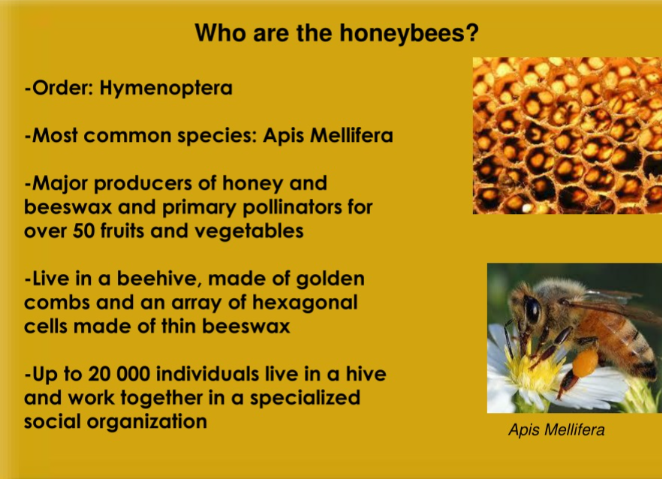 Who are the honeybees?
-Order: Hymenoptera
-Most common species: Apis Mellifera
-Major producers of honey and
beeswax and primary pollinators for
over 50 fruits and vegetables
-Live in a beehive, made of golden
combs and an array of hexagonal
cells made of thin beeswax
-Up to 20 000 individuals live in a hive
and work together in a specialized
social organization
Apis Mellifera